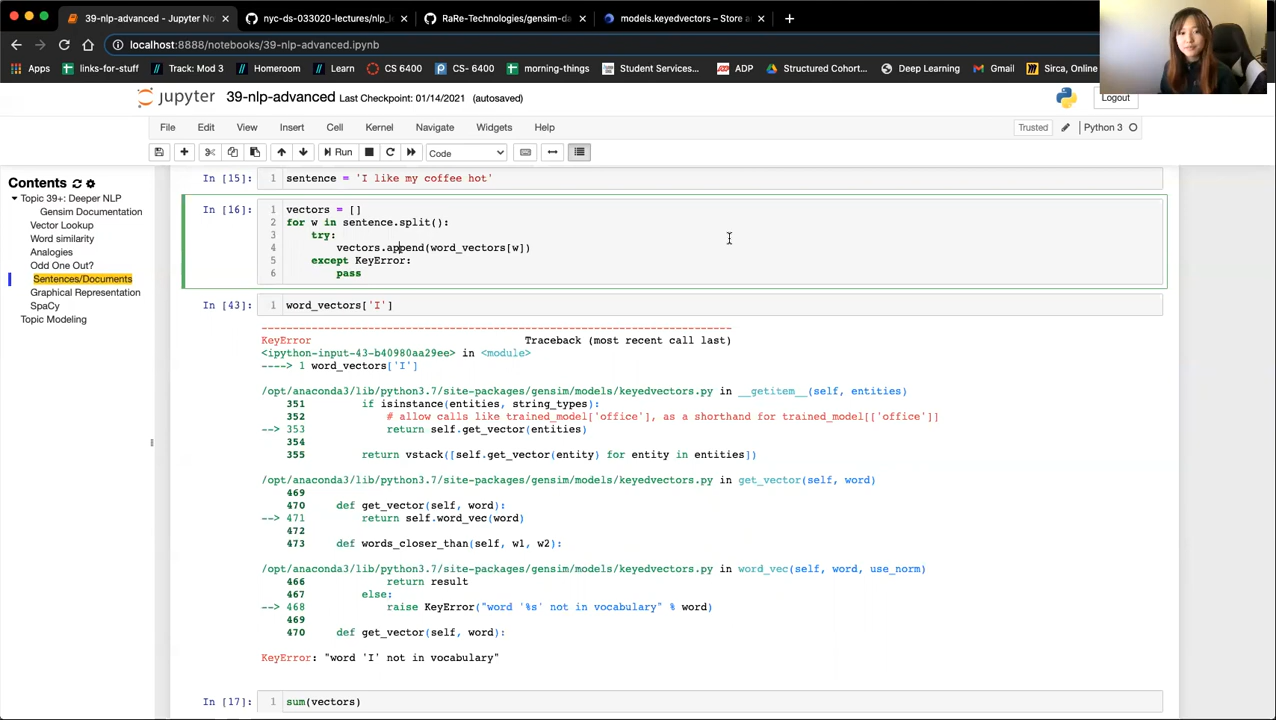 39-nlp-advanced - Jupyter Not
nyc-ds-033020-lectures/nlp_l
RaRe-Technologies/gensim-da
models.keyedvectors – Store a
localhost:8888/notebooks/39-nlp-advanced.ipynb
Apps links-for-stuff Track: Mod 3 Homeroom Learn CS 6400 CS- 6400 morning-things Student Services... ADP Structured Cohort... Deep Learning Gmail Sirca, Online
jupyter 39-nlp-advanced Last Checkpoint: 01/14/2021 (autosaved) Logout
File Edit View Insert Cell Kernel Navigate Widgets Help Trusted Python 3
Run Code
Contents
Topic 39+: Deeper NLP
Gensim Documentation
Vector Lookup
Word similarity
Analogies
Odd One Out?
Sentences/Documents
Graphical Representation
SpaCy
Topic Modeling
In [15]: 1 sentence = 'I like my coffee hot'
In [16]: 1 vectors = []
2 for w in sentence.split():
3 try:
4 vectors.append(word_vectors[w])
5 except KeyError:
6 pass
In [43]: 1 word_vectors['I']
---------------------------------------------------------------------------
KeyError Traceback (most recent call last)
<ipython-input-43-b40980aa29ee> in <module>
----> 1 word_vectors['I']
/opt/anaconda3/lib/python3.7/site-packages/gensim/models/keyedvectors.py in __getitem__(self, entities)
351 if isinstance(entities, string_types):
352 # allow calls like trained_model['office'], as a shorthand for trained_model[['office']]
--> 353 return self.get_vector(entities)
354
355 return vstack([self.get_vector(entity) for entity in entities])
/opt/anaconda3/lib/python3.7/site-packages/gensim/models/keyedvectors.py in get_vector(self, word)
469
470 def get_vector(self, word):
--> 471 return self.word_vec(word)
472
473 def words_closer_than(self, w1, w2):
/opt/anaconda3/lib/python3.7/site-packages/gensim/models/keyedvectors.py in word_vec(self, word, use_norm)
466 return result
467 else:
--> 468 raise KeyError("word '%s' not in vocabulary" % word)
469
470 def get_vector(self, word):
KeyError: "word 'I' not in vocabulary"
In [17]: 1 sum(vectors)